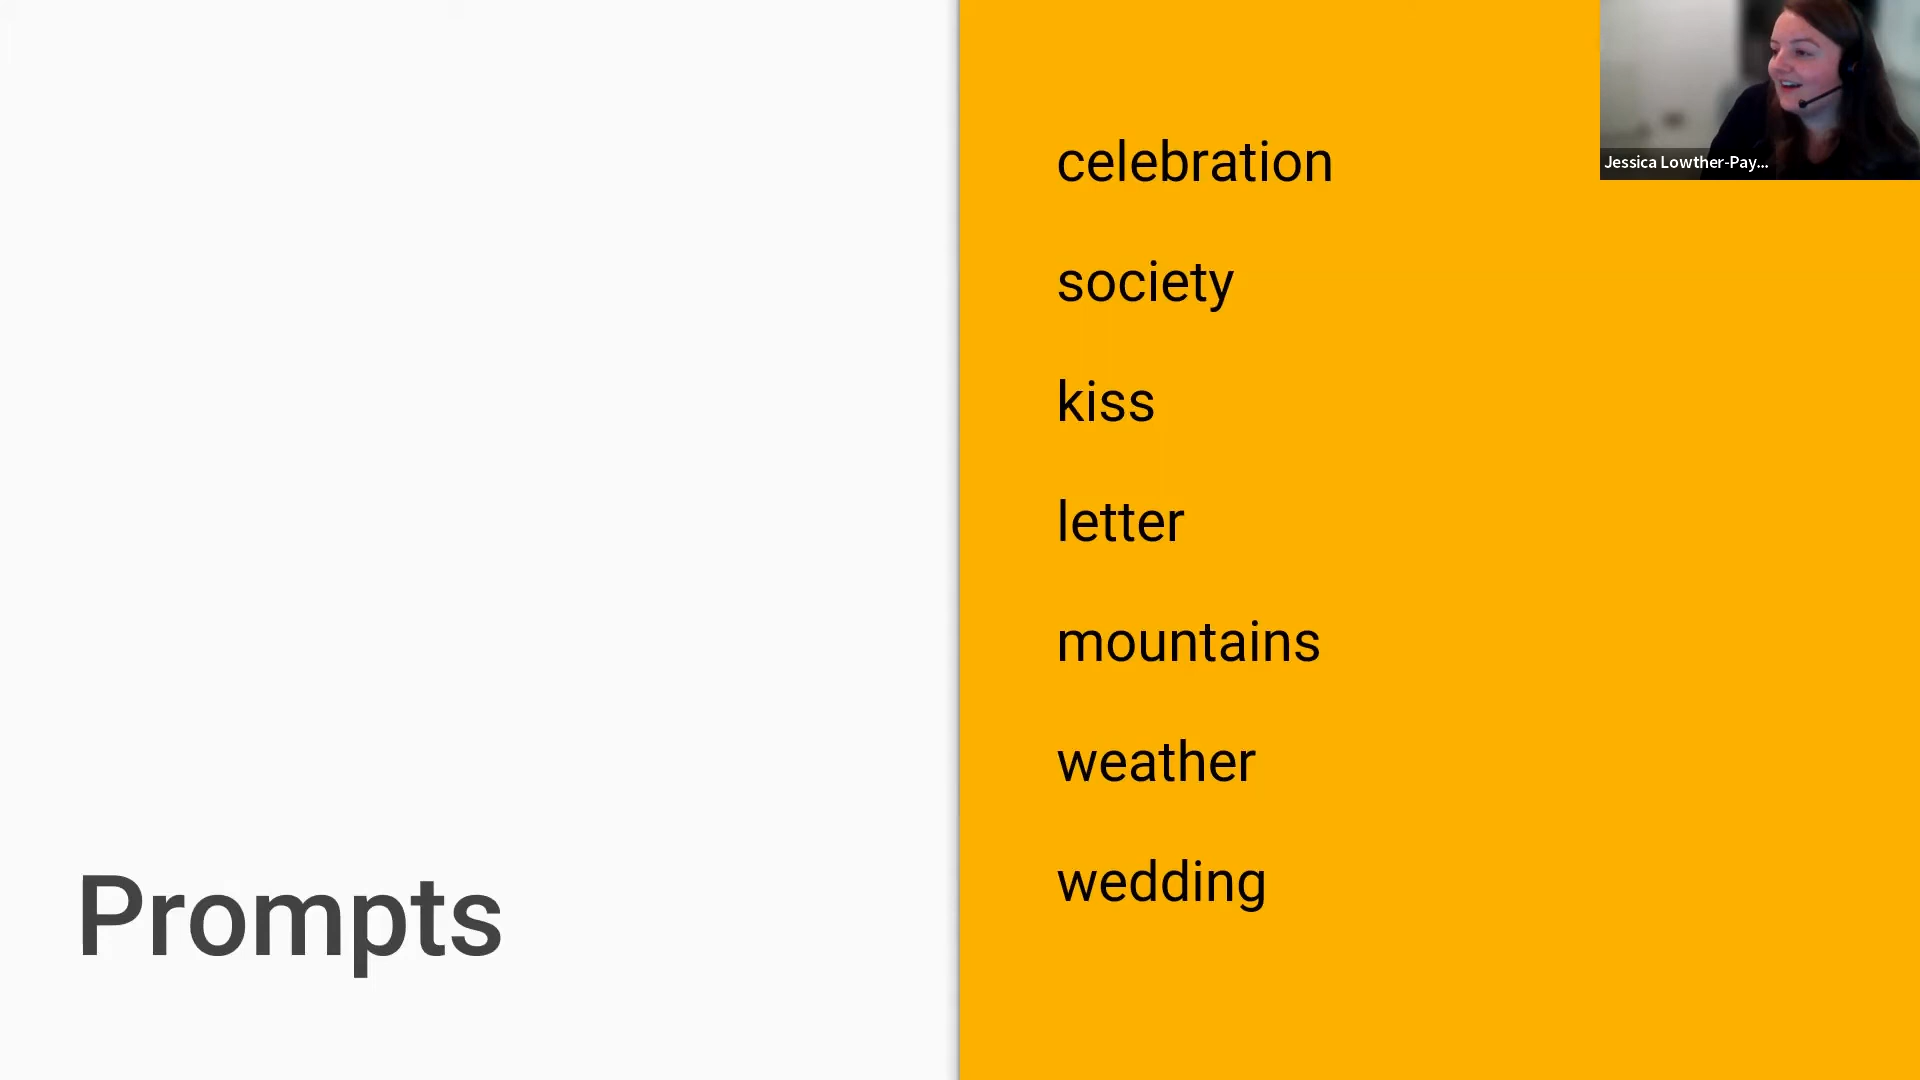 celebration
society
kiss
letter
mountains
weather
wedding
Prompts
Jessica Lowther-Pay...